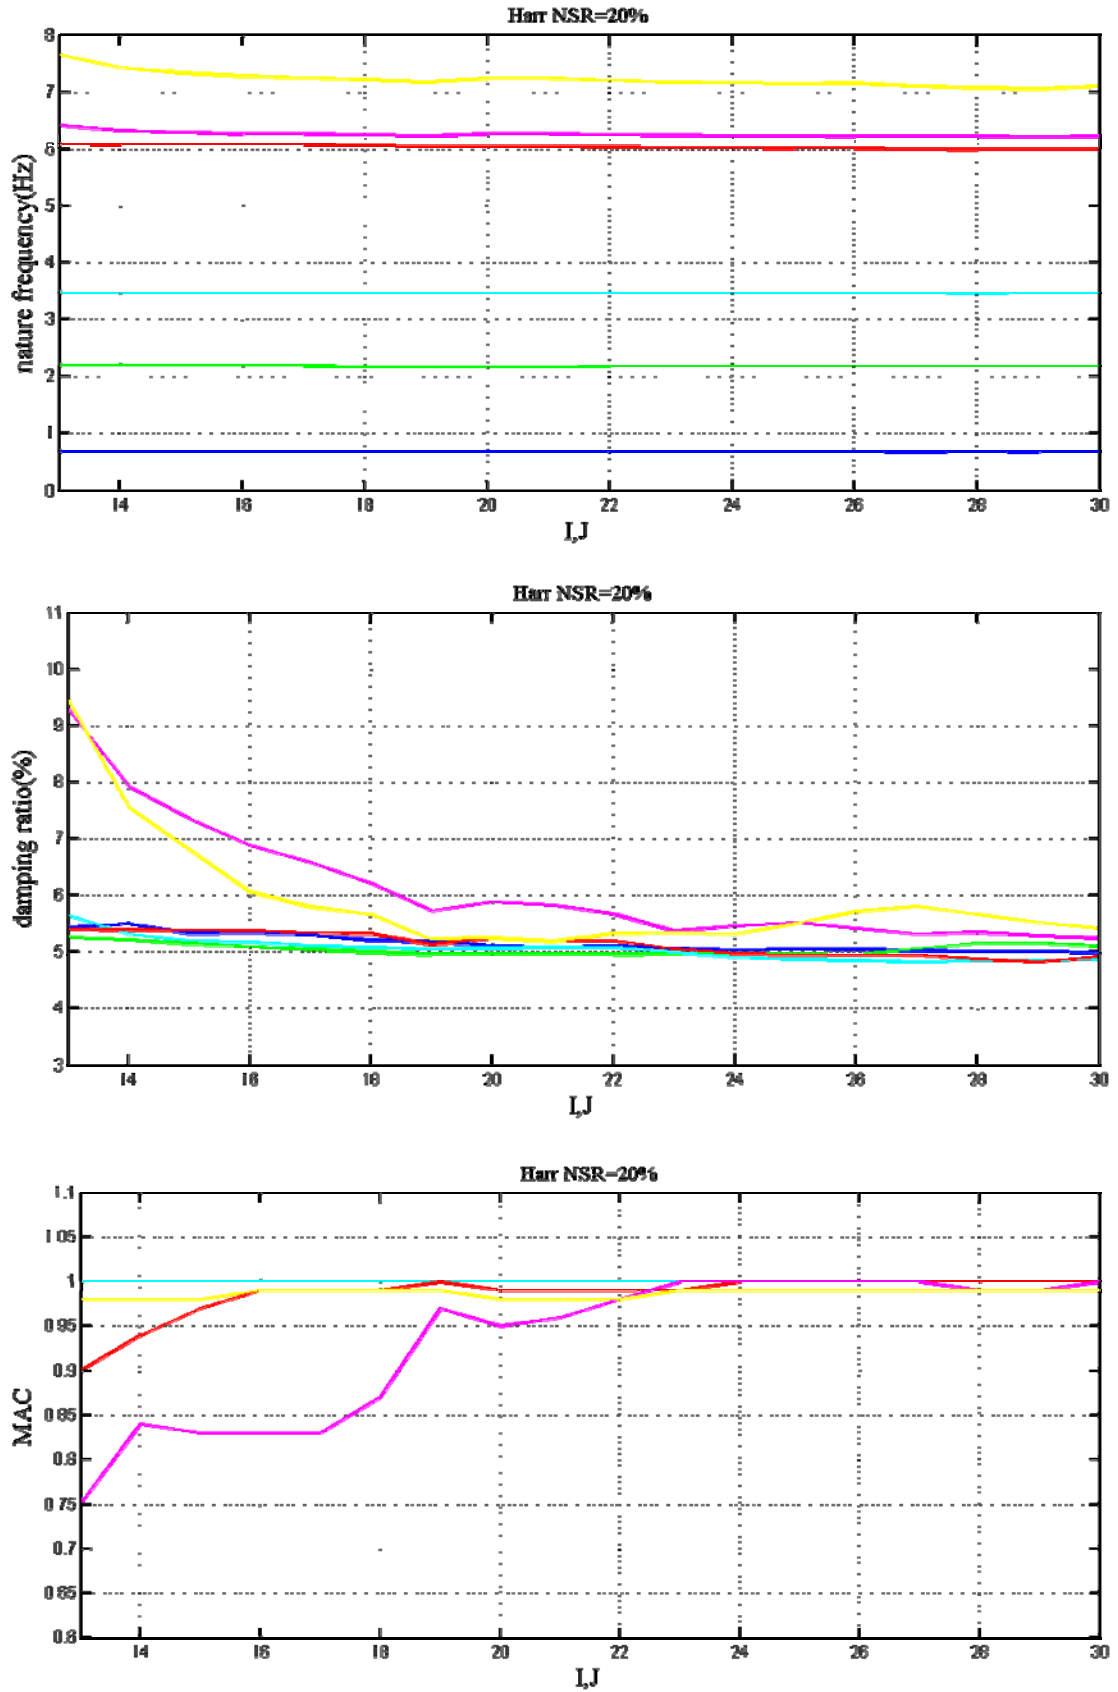 Harr NSR=20%
8
7
6
5
4
3
2
1
0
nature frequency(Hz)
14 16 18 20 22 24 26 28 30
I,J
Harr NSR=20%
11
10
9
8
7
6
5
4
3
damping ratio(%)
14 16 18 20 22 24 26 28 30
I,J
Harr NSR=20%
1.1
1.05
1
0.95
0.9
0.85
0.8
0.75
0.7
0.65
0.6
MAC
14 16 18 20 22 24 26 28 30
I,J